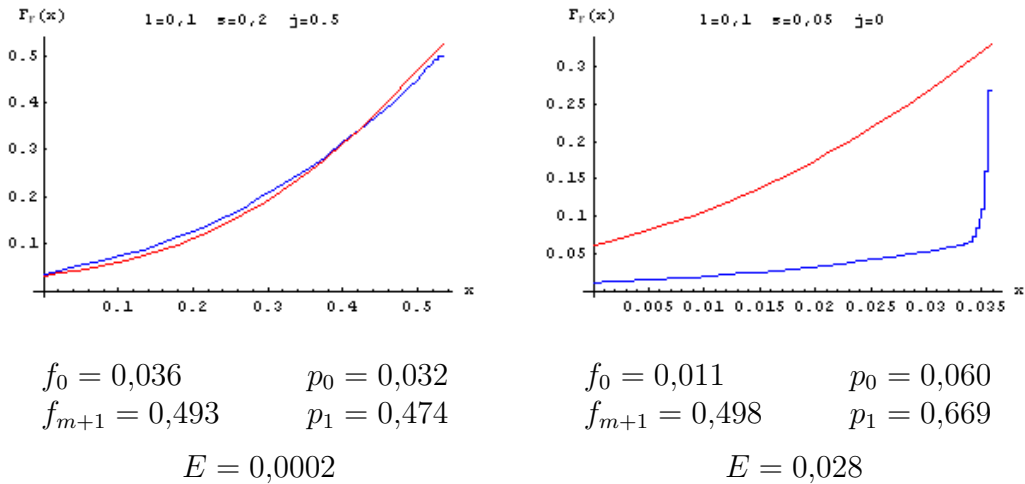 F_r(x) l=0,1 s=0,2 j=0.5
0.5
0.4
0.3
0.2
0.1
0.1 0.2 0.3 0.4 0.5 x
f_0 = 0,036 p_0 = 0,032
f_{m+1} = 0,493 p_1 = 0,474
E = 0,0002
F_r(x) l=0,1 s=0,05 j=0
0.3
0.25
0.2
0.15
0.1
0.05
0.005 0.01 0.015 0.02 0.025 0.03 0.035 x
f_0 = 0,011 p_0 = 0,060
f_{m+1} = 0,498 p_1 = 0,669
E = 0,028